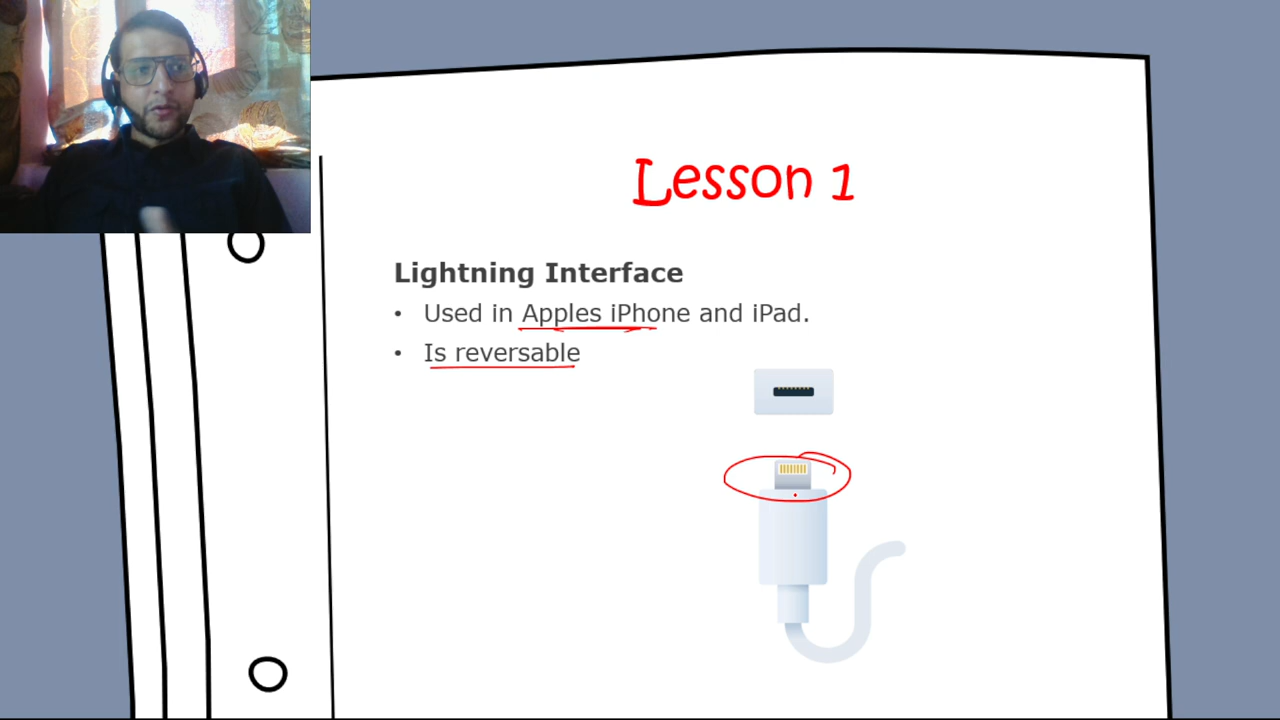 Lesson 1
Lightning Interface
• Used in Apples iPhone and iPad.
• Is reversable